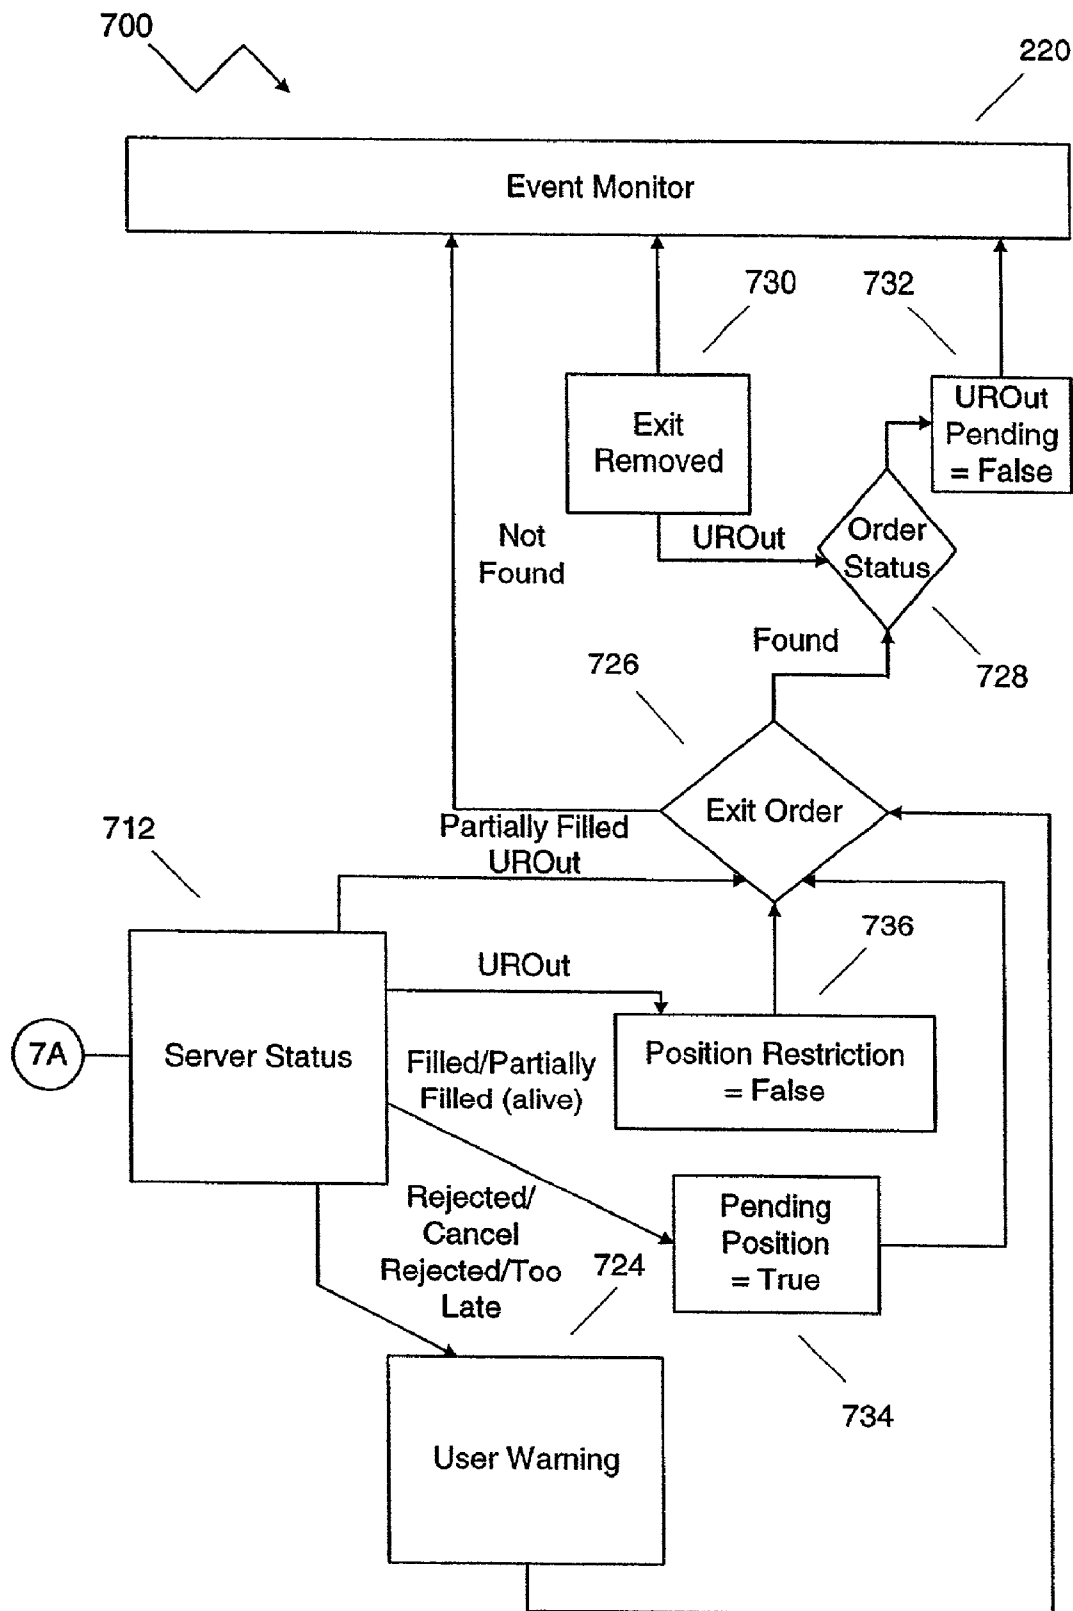 700
220
Event Monitor
730
732
Exit
Removed
UROut
Pending
= False
Not
Found
UROut
Order
Status
Found
726
728
Exit Order
712
Partially Filled
UROut
736
UROut
7A
Server Status
Filled/Partially
Filled (alive)
Position Restriction
= False
Rejected/
Cancel
Rejected/Too
Late
724
Pending
Position
= True
734
User Warning